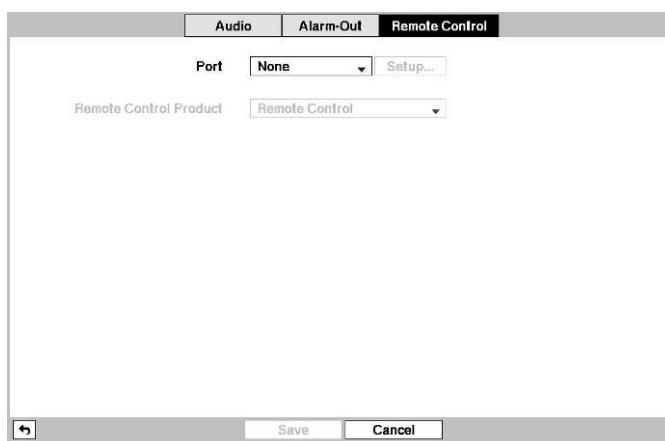 Audio Alarm-Out Remote Control
Port None Setup...
Remote Control Product Remote Control
Save Cancel